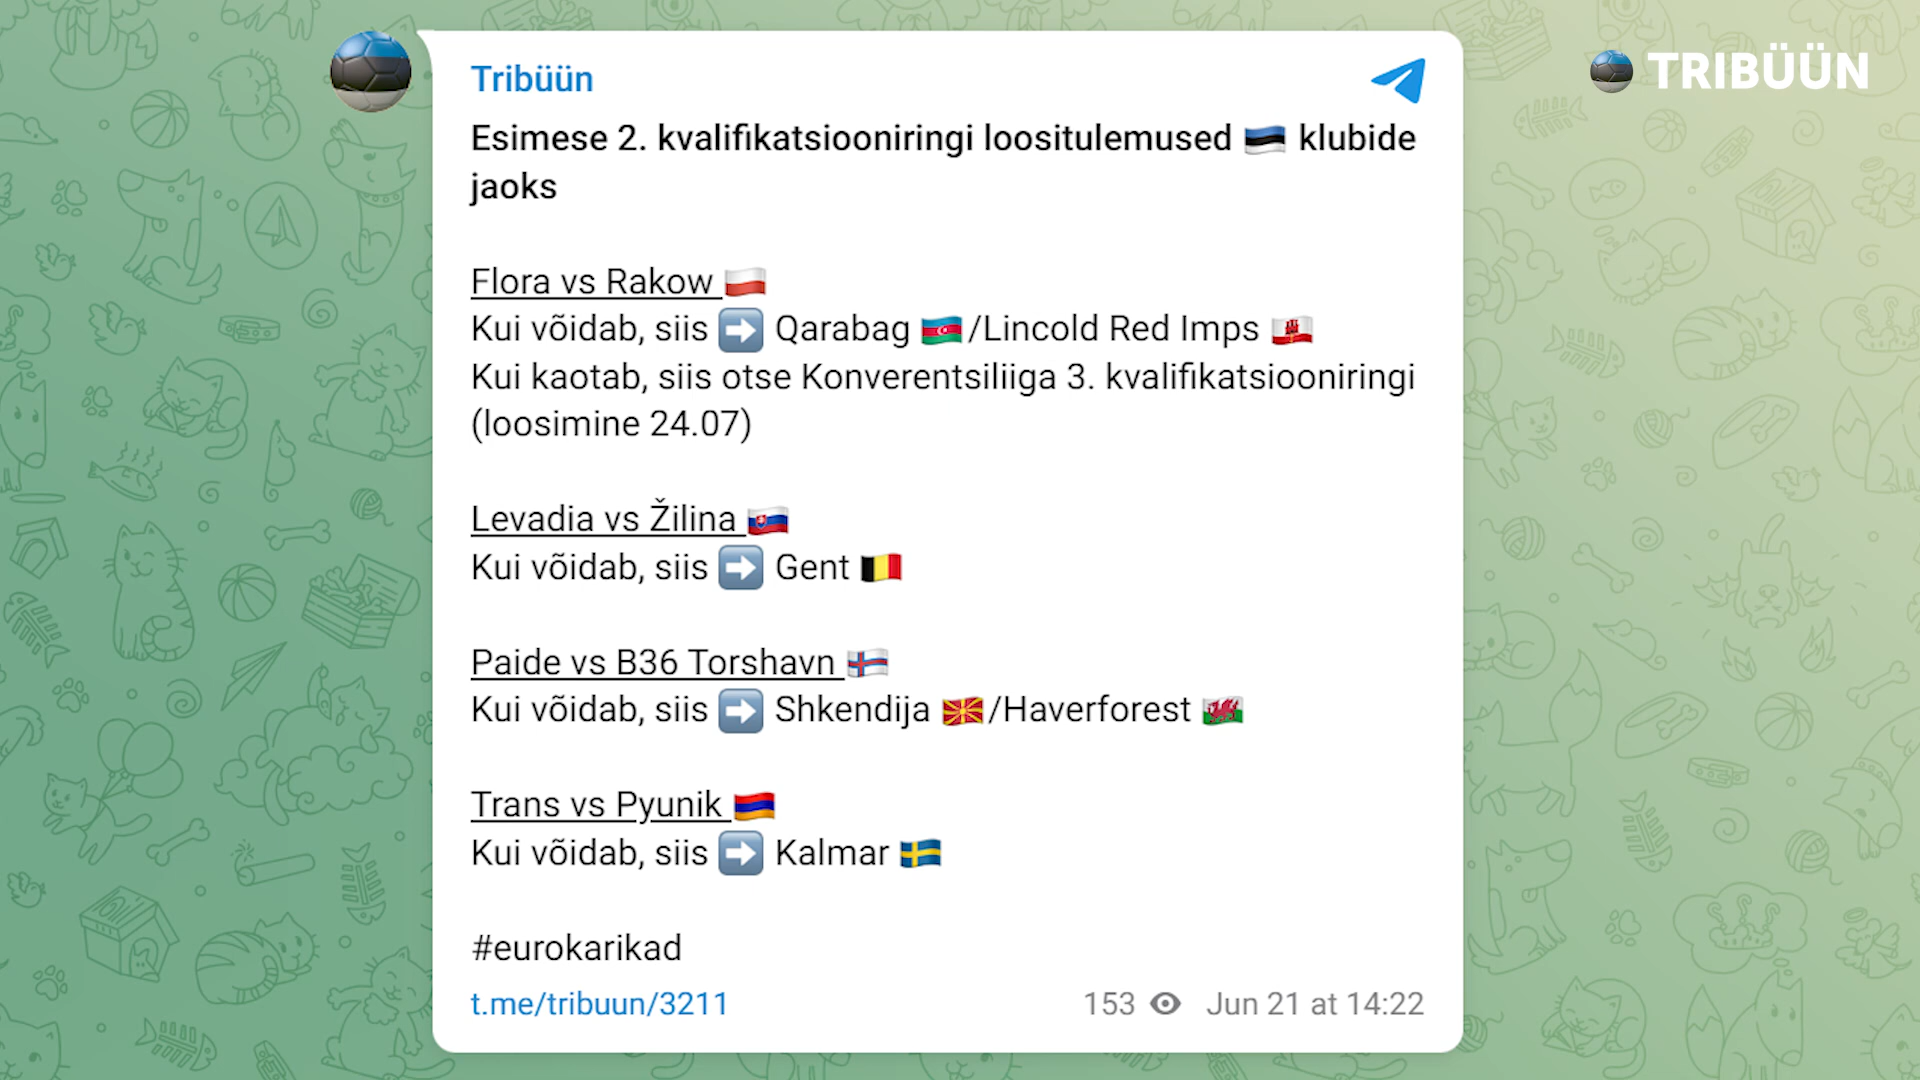 Tribüün
TRIBÜÜN
Esimese 2. kvalifikatsiooniringi loositulemused 🇪🇪 klubide
jaoks
Flora vs Rakow 🇵🇱
Kui võidab, siis ➡️ Qarabag 🇦🇿/Lincold Red Imps 🇬🇮
Kui kaotab, siis otse Konverentsiliiga 3. kvalifikatsiooniringi
(loosimine 24.07)
Levadia vs Žilina 🇸🇰
Kui võidab, siis ➡️ Gent 🇧🇪
Paide vs B36 Torshavn 🇫🇴
Kui võidab, siis ➡️ Shkendija 🇲🇰/Haverforest 🏴󠁧󠁢󠁷󠁬󠁳󠁿
Trans vs Pyunik 🇦🇲
Kui võidab, siis ➡️ Kalmar 🇸🇪
#eurokarikad
t.me/tribuun/3211 153 Jun 21 at 14:22